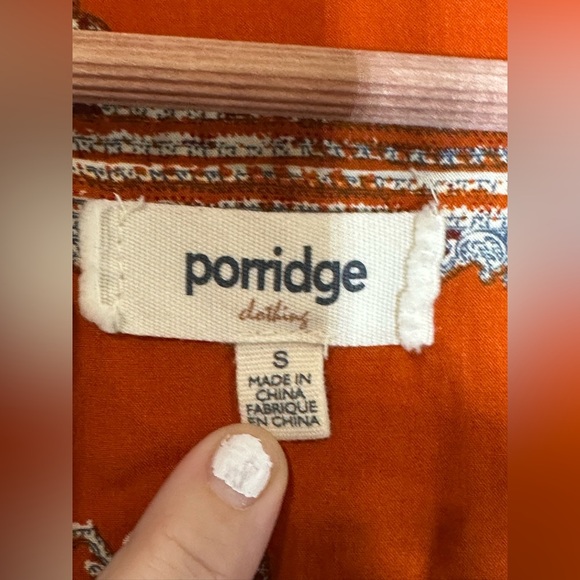 porridge
clothing
S
MADE IN
CHINA
FABRIQUE
EN CHINA